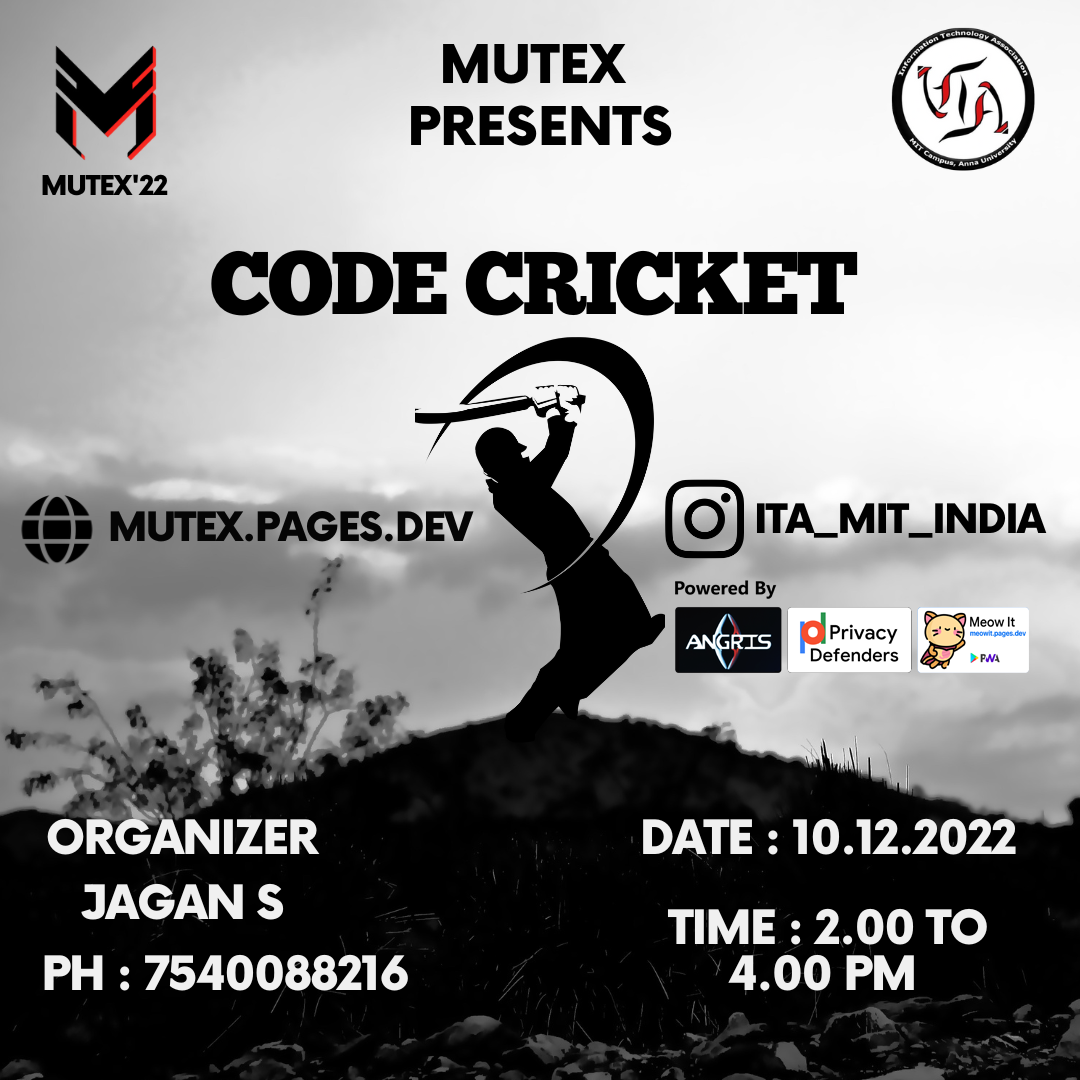 MUTEX
PRESENTS
MUTEX'22
Information Technology Association
ITA
MIT Campus, Anna University
CODE CRICKET
MUTEX.PAGES.DEV
ITA_MIT_INDIA
Powered By
ANGRIS
Privacy
Defenders
Meow It
meowit.pages.dev
PWA
ORGANIZER
JAGAN S
PH : 7540088216
DATE : 10.12.2022
TIME : 2.00 TO
4.00 PM